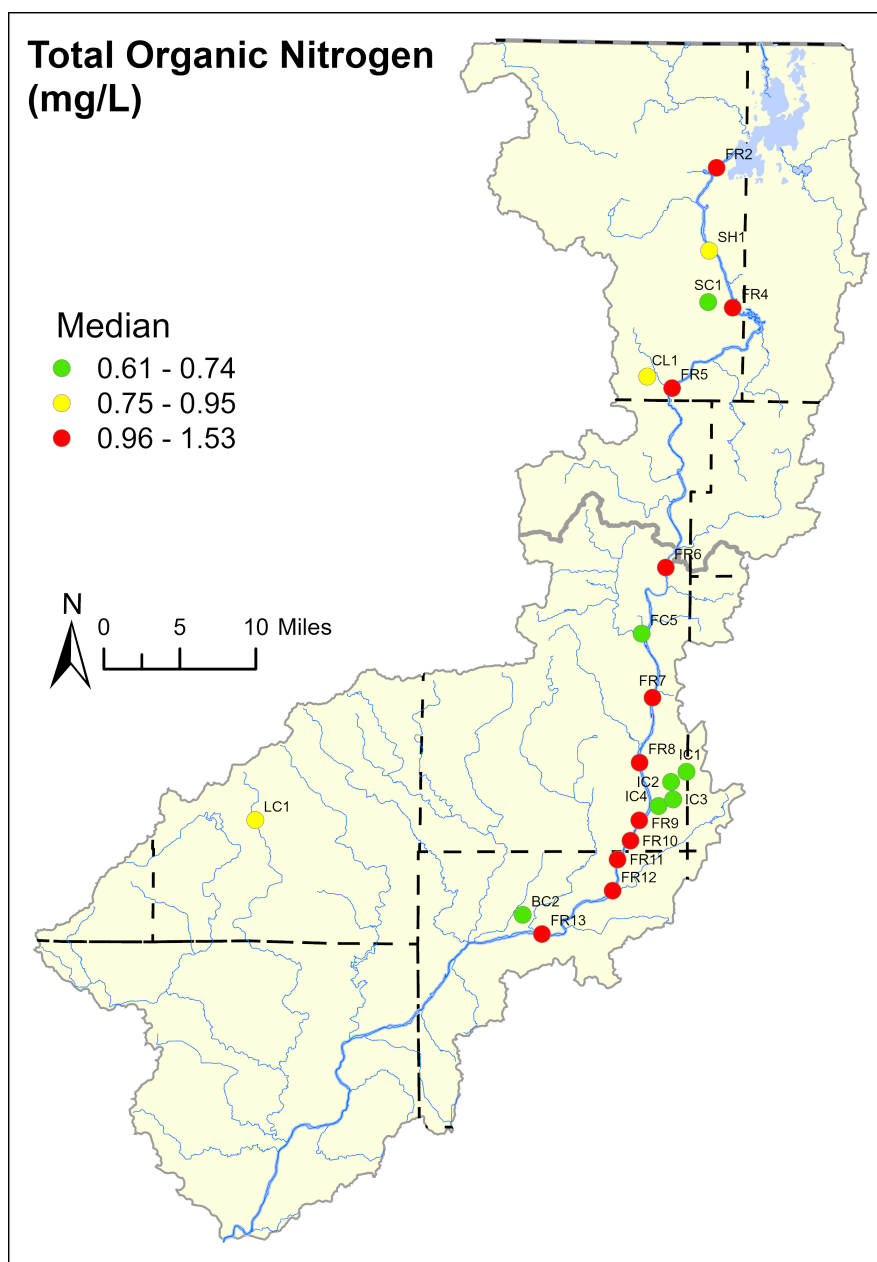 Total Organic Nitrogen
(mg/L)
FR2
SH1
SC1
FR4
Median
0.61 - 0.74
0.75 - 0.95
0.96 - 1.53
CL1
FR5
FR6
N
0 5 10 Miles
FC5
FR7
FR8
IC1
IC2
IC4
IC3
LC1
FR9
FR10
FR11
FR12
BC2
FR13